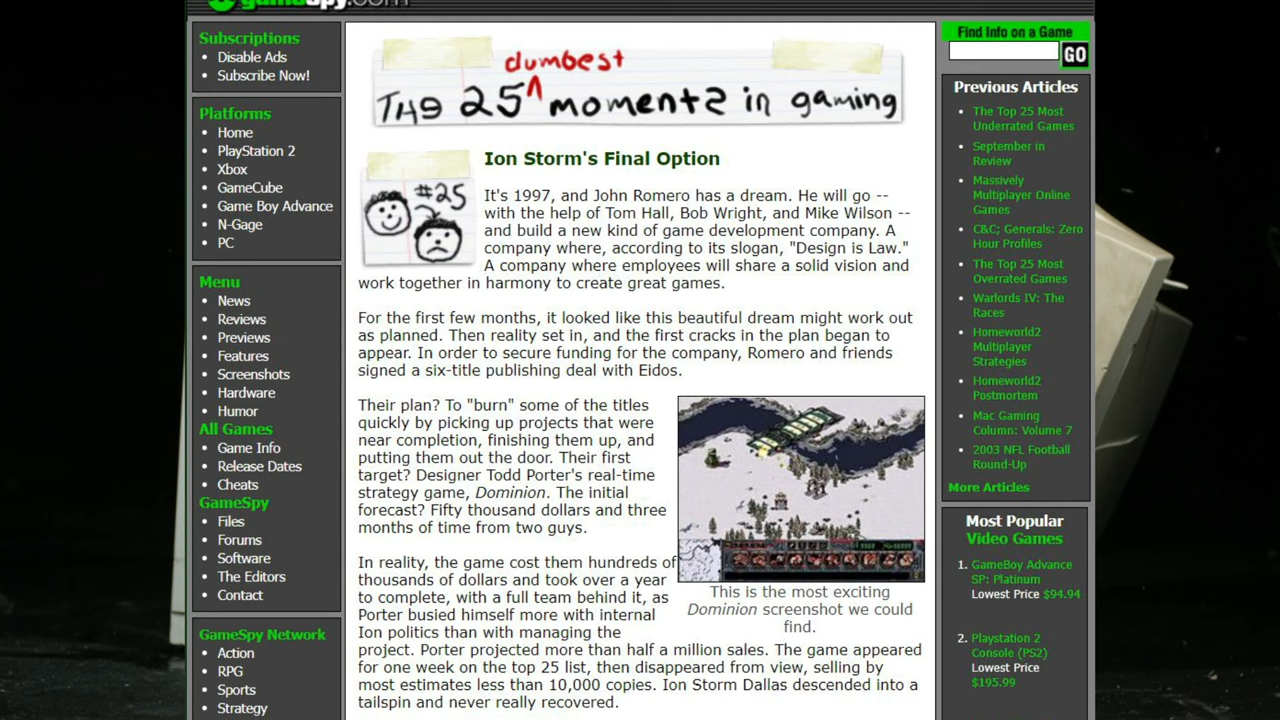 gamespy.com
Subscriptions
Disable Ads
Subscribe Now!
Platforms
Home
PlayStation 2
Xbox
GameCube
Game Boy Advance
N-Gage
PC
Menu
News
Reviews
Previews
Features
Screenshots
Hardware
Humor
All Games
Game Info
Release Dates
Cheats
GameSpy
Files
Forums
Software
The Editors
Contact
GameSpy Network
Action
RPG
Sports
Strategy
dumbest
THE 25 ^ moments in gaming
#25
Ion Storm's Final Option
It's 1997, and John Romero has a dream. He will go --
with the help of Tom Hall, Bob Wright, and Mike Wilson --
and build a new kind of game development company. A
company where, according to its slogan, "Design is Law."
A company where employees will share a solid vision and
work together in harmony to create great games.
For the first few months, it looked like this beautiful dream might work out
as planned. Then reality set in, and the first cracks in the plan began to
appear. In order to secure funding for the company, Romero and friends
signed a six-title publishing deal with Eidos.
Their plan? To "burn" some of the titles
quickly by picking up projects that were
near completion, finishing them up, and
putting them out the door. Their first
target? Designer Todd Porter's real-time
strategy game, Dominion. The initial
forecast? Fifty thousand dollars and three
months of time from two guys.
This is the most exciting
Dominion screenshot we could
find.
In reality, the game cost them hundreds of
thousands of dollars and took over a year
to complete, with a full team behind it, as
Porter busied himself more with internal
Ion politics than with managing the
project. Porter projected more than half a million sales. The game appeared
for one week on the top 25 list, then disappeared from view, selling by
most estimates less than 10,000 copies. Ion Storm Dallas descended into a
tailspin and never really recovered.
Find Info on a Game
GO
Previous Articles
The Top 25 Most
Underrated Games
September in
Review
Massively
Multiplayer Online
Games
C&C; Generals: Zero
Hour Profiles
The Top 25 Most
Overrated Games
Warlords IV: The
Races
Homeworld2
Multiplayer
Strategies
Homeworld2
Postmortem
Mac Gaming
Column: Volume 7
2003 NFL Football
Round-Up
More Articles
Most Popular
Video Games
1. GameBoy Advance
SP: Platinum
Lowest Price $94.94
2. Playstation 2
Console (PS2)
Lowest Price
$195.99